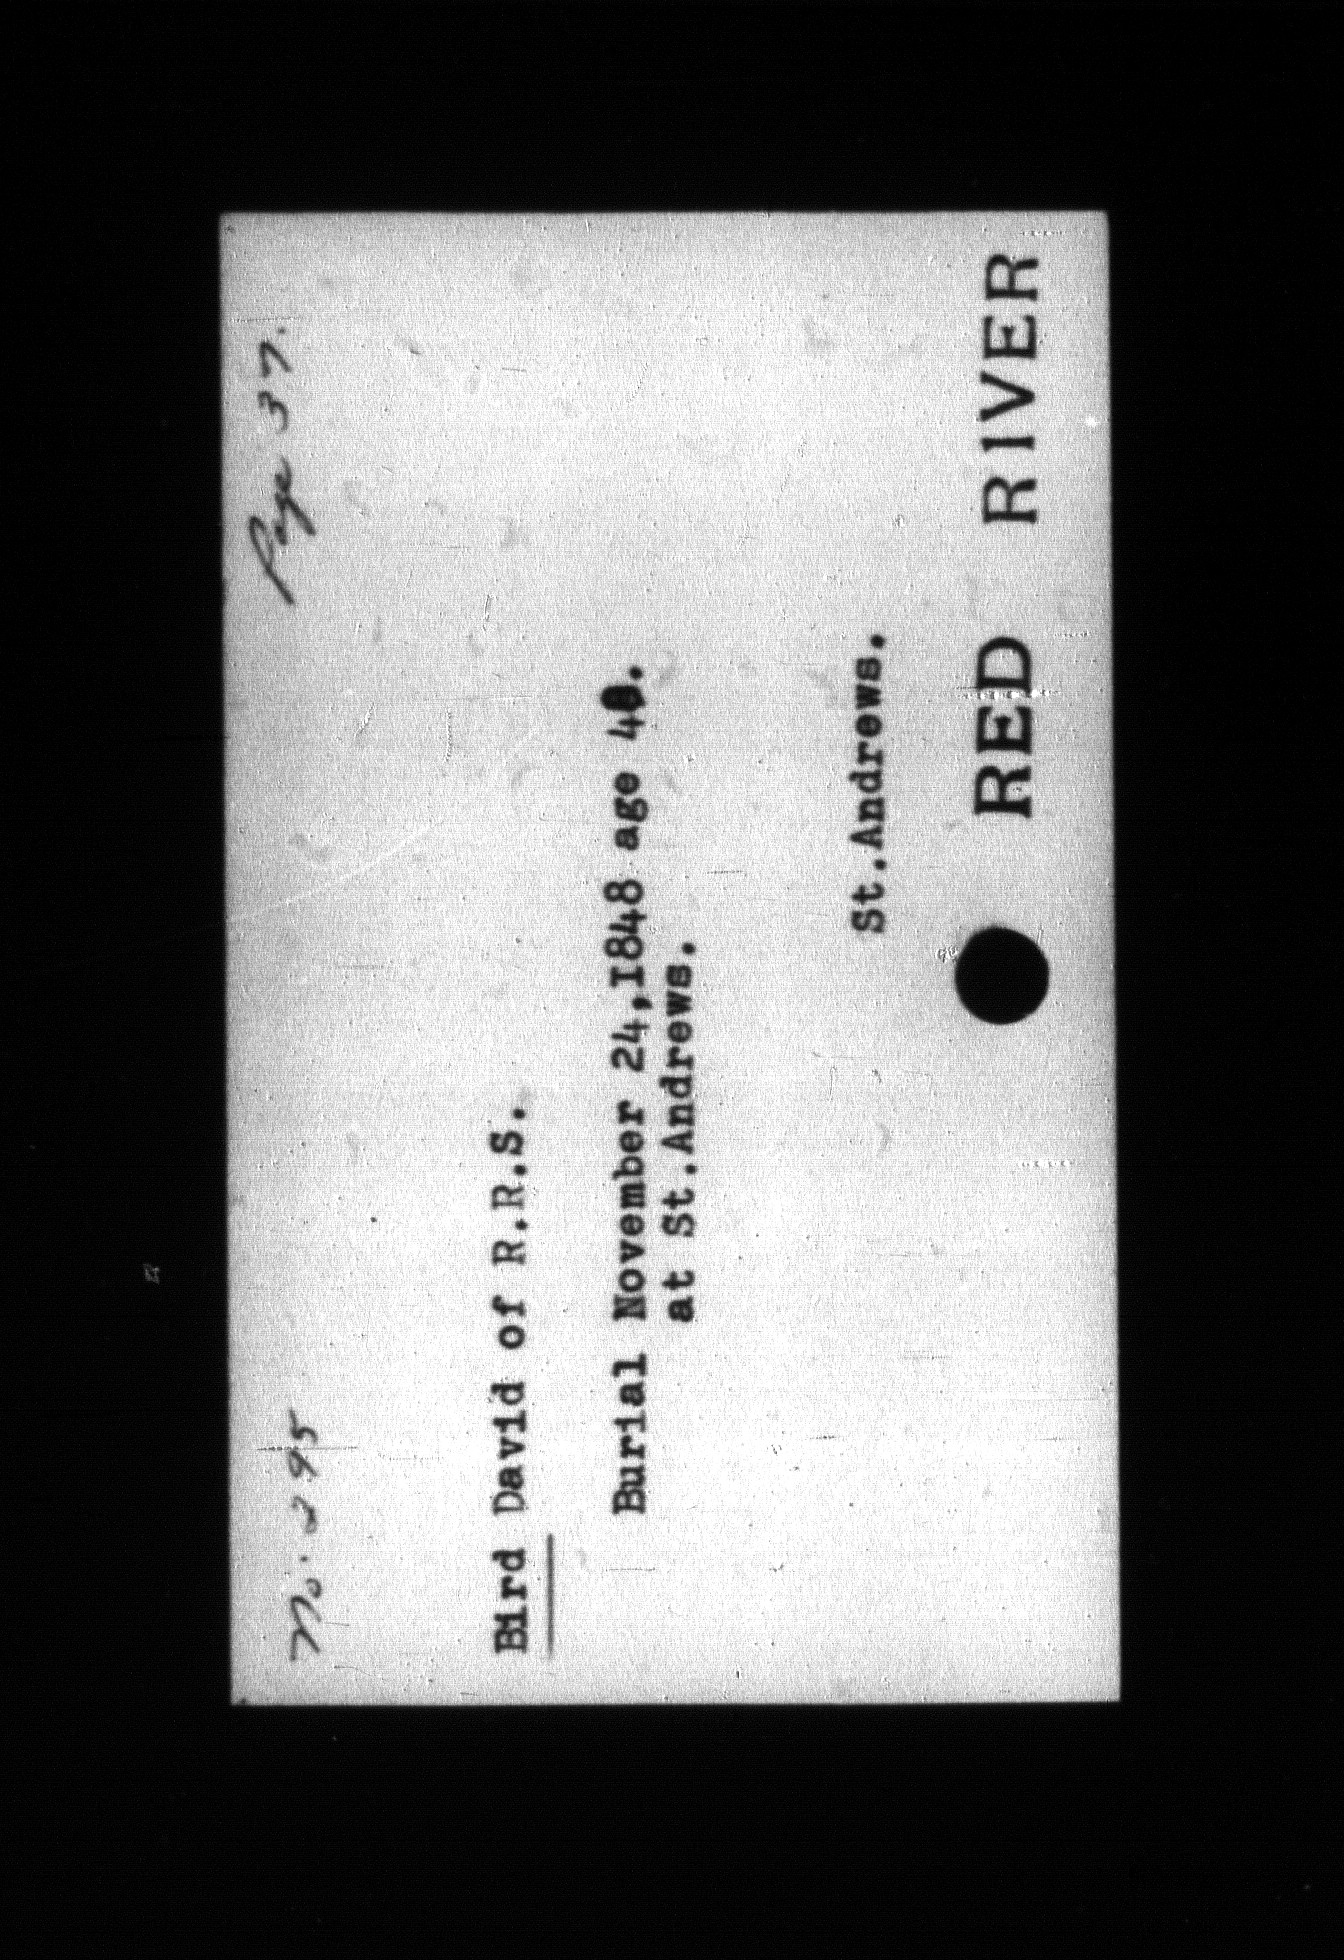 No. 295
Page 37.
Bird David of R.R.S.
Burial November 24,1848 age
at St.Andrews.
St.Andrews.
RED RIVER